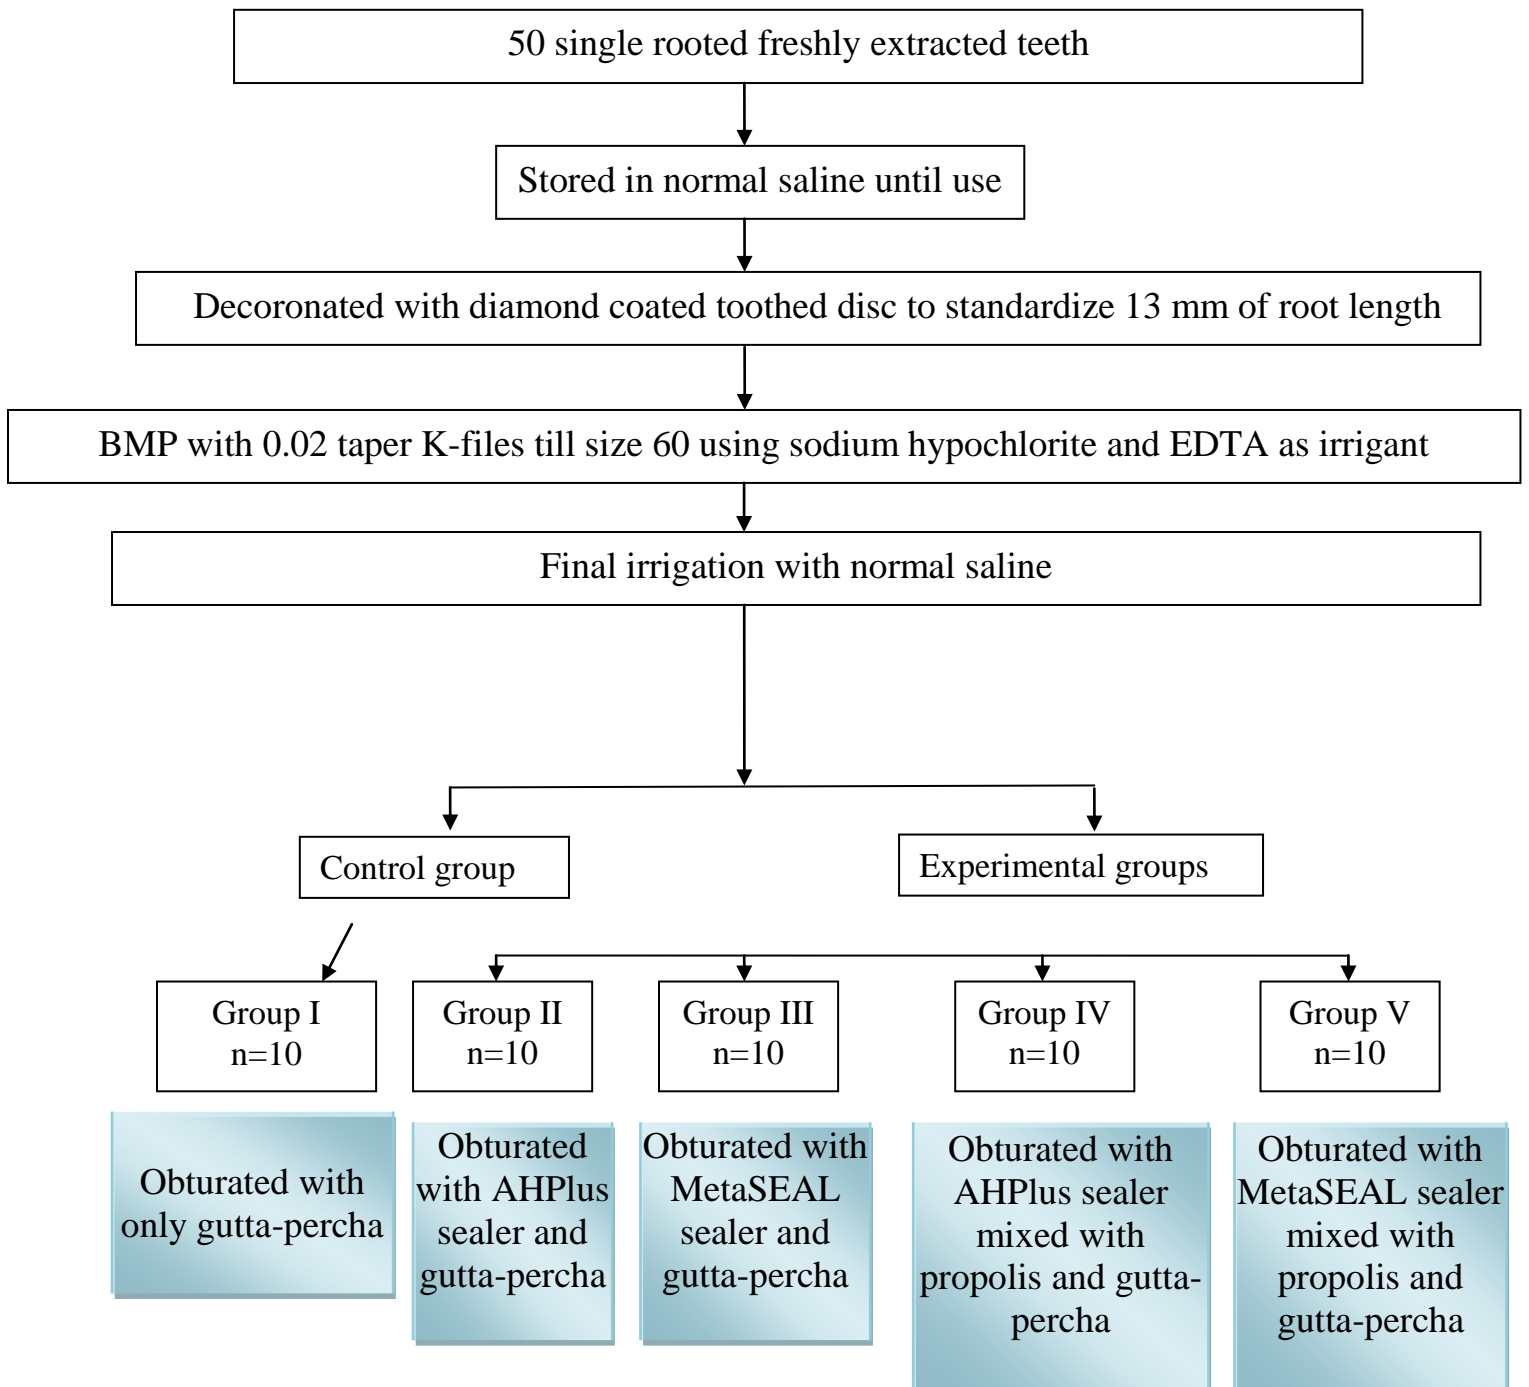 50 single rooted freshly extracted teeth
Stored in normal saline until use
Decoronated with diamond coated toothed disc to standardize 13 mm of root length
BMP with 0.02 taper K-files till size 60 using sodium hypochlorite and EDTA as irrigant
Final irrigation with normal saline
Control group
Experimental groups
Group I
n=10
Group II
n=10
Group III
n=10
Group IV
n=10
Group V
n=10
Obturated with
only gutta-percha
Obturated
with AHPlus
sealer and
gutta-percha
Obturated with
MetaSEAL
sealer and
gutta-percha
Obturated with
AHPlus sealer
mixed with
propolis and gutta-
percha
Obturated with
MetaSEAL sealer
mixed with
propolis and
gutta-percha